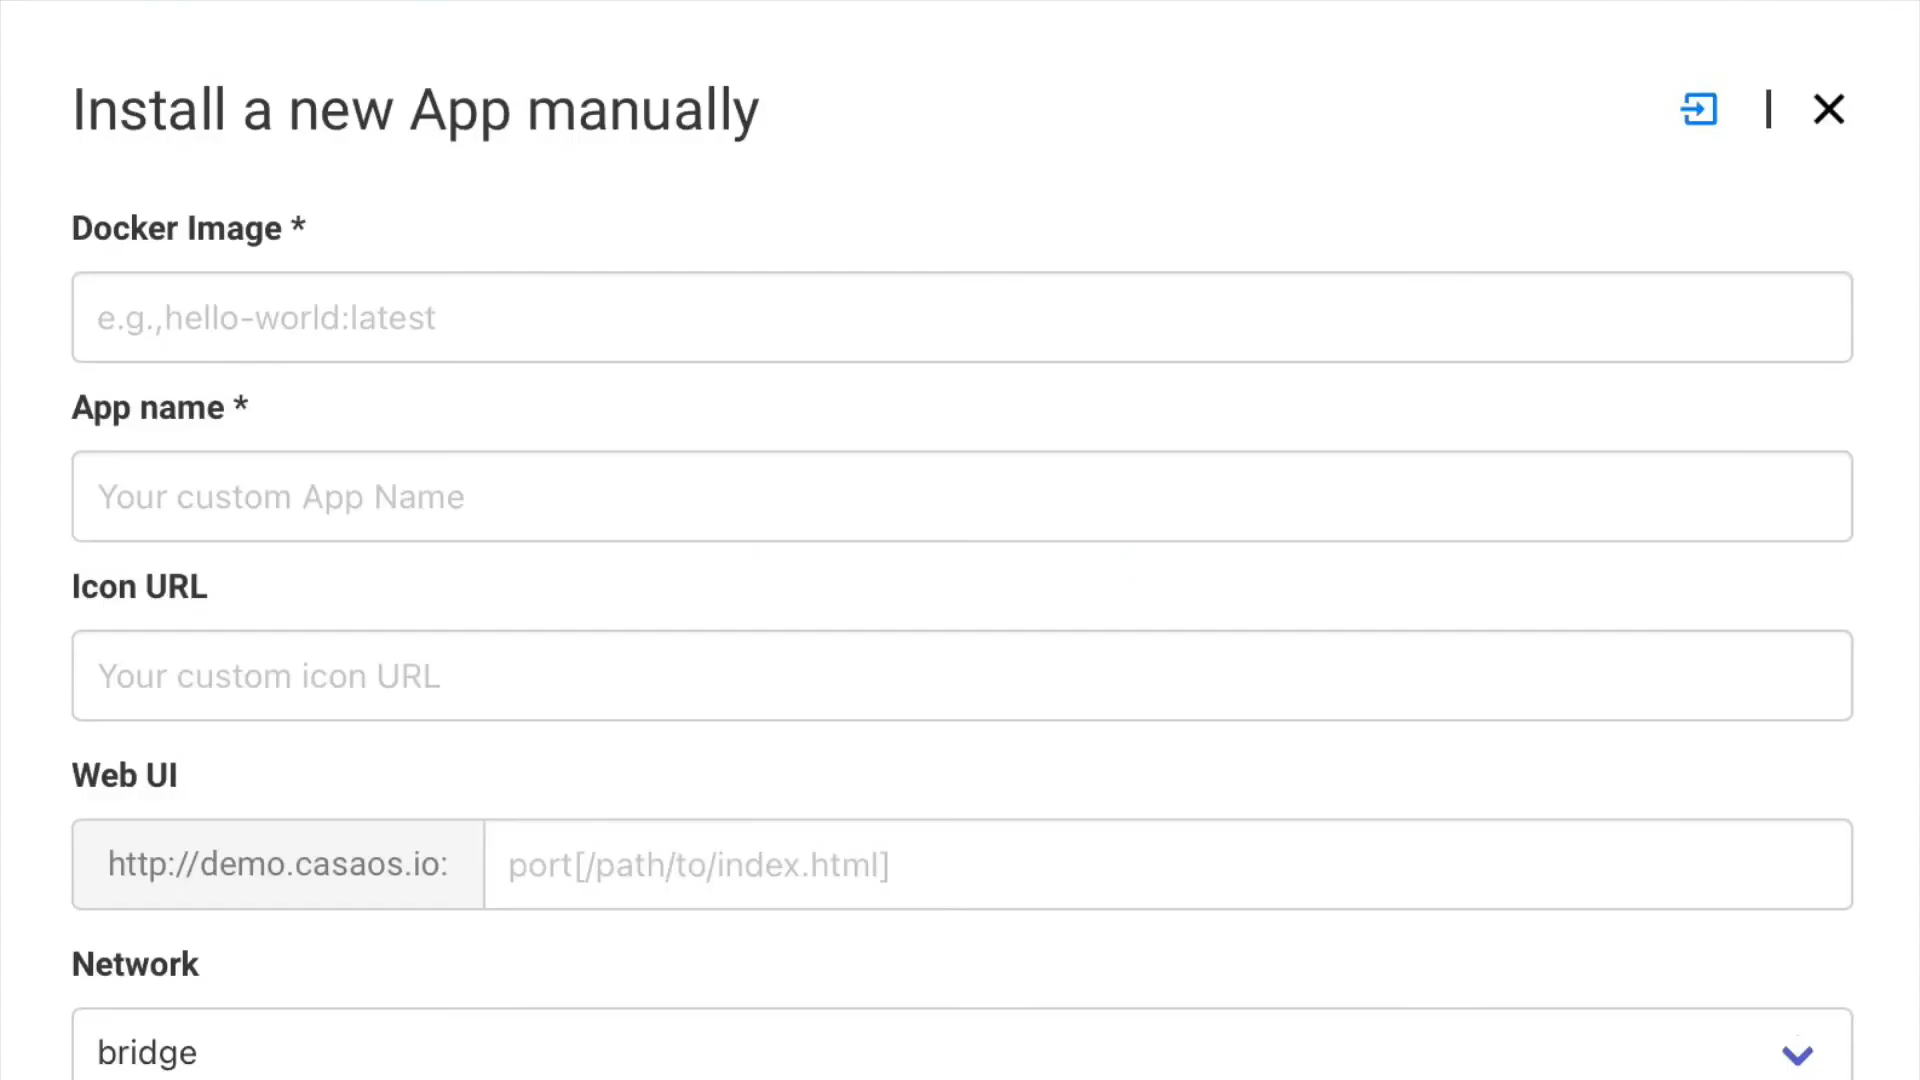 Install a new App manually
Docker Image *
e.g.,hello-world:latest
App name *
Your custom App Name
Icon URL
Your custom icon URL
Web UI
http://demo.casaos.io:
port[/path/to/index.html]
Network
bridge